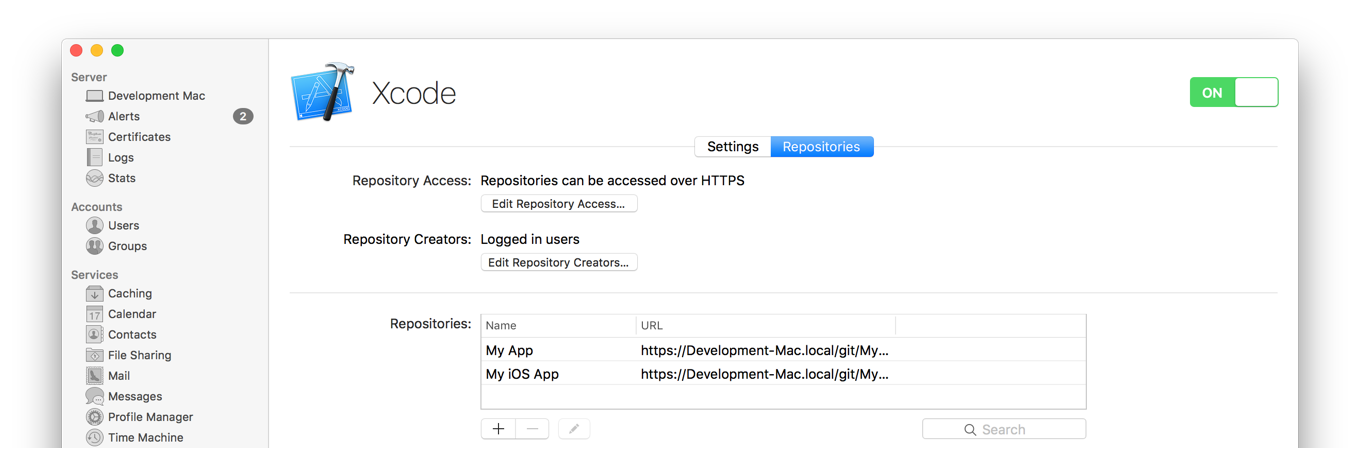 Server
Development Mac
Alerts 2
Certificates
Logs
Stats
Accounts
Users
Groups
Services
Caching
17 Calendar
Contacts
File Sharing
Mail
Messages
Profile Manager
Time Machine
Xcode
ON
Settings Repositories
Repository Access: Repositories can be accessed over HTTPS
Edit Repository Access...
Repository Creators: Logged in users
Edit Repository Creators...
Repositories: Name URL
My App https://Development-Mac.local/git/My...
My iOS App https://Development-Mac.local/git/My...
Search